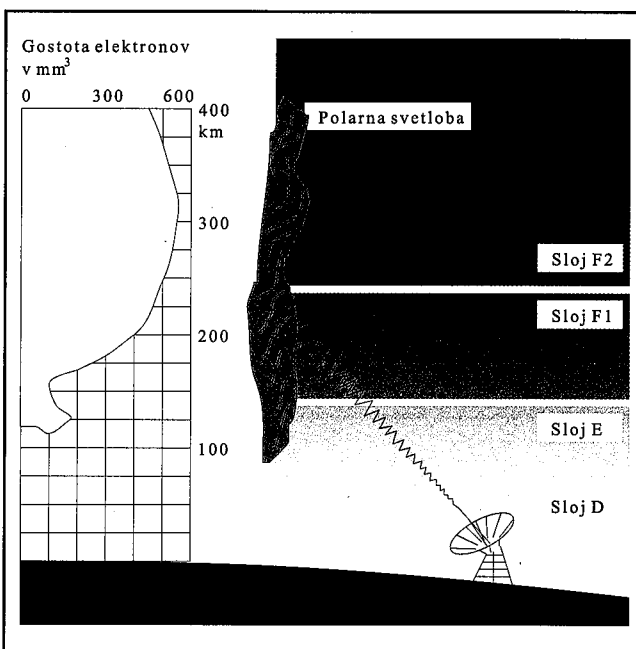 Gostota elektronov
v mm³
0 300 600
400
km
300
200
100
Polarna svetloba
Sloj F2
Sloj F1
Sloj E
Sloj D